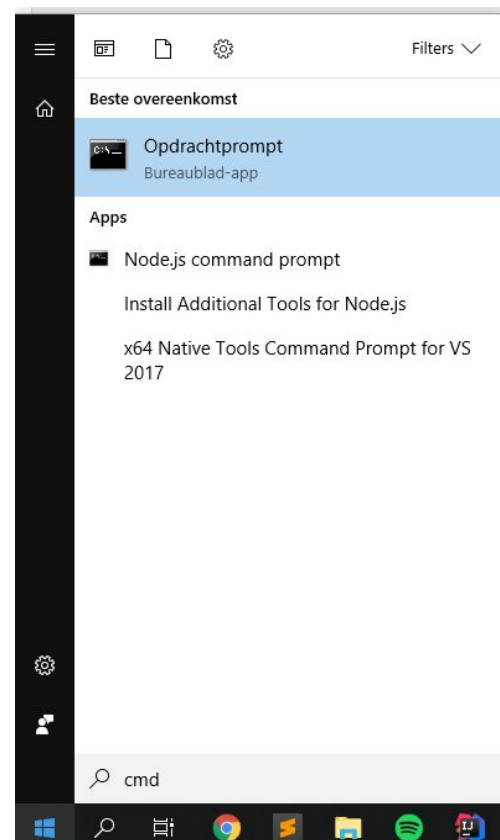 Filters
Beste overeenkomst
Opdrachtprompt
Bureaublad-app
Apps
Node.js command prompt
Install Additional Tools for Node.js
x64 Native Tools Command Prompt for VS
2017
cmd